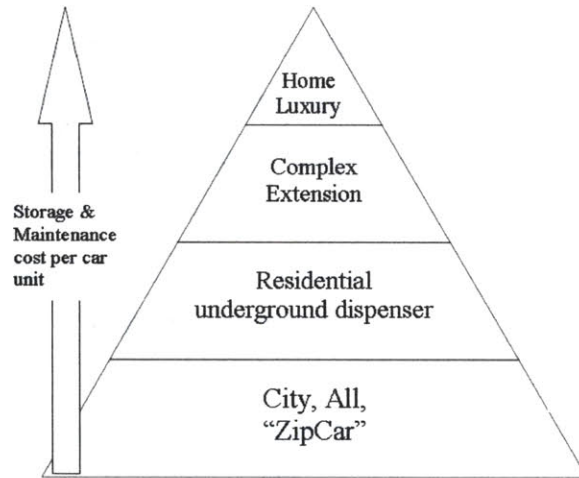 Home
Luxury
Complex
Extension
Storage &
Maintenance
cost per car
unit
Residential
underground dispenser
City, All,
“ZipCar”